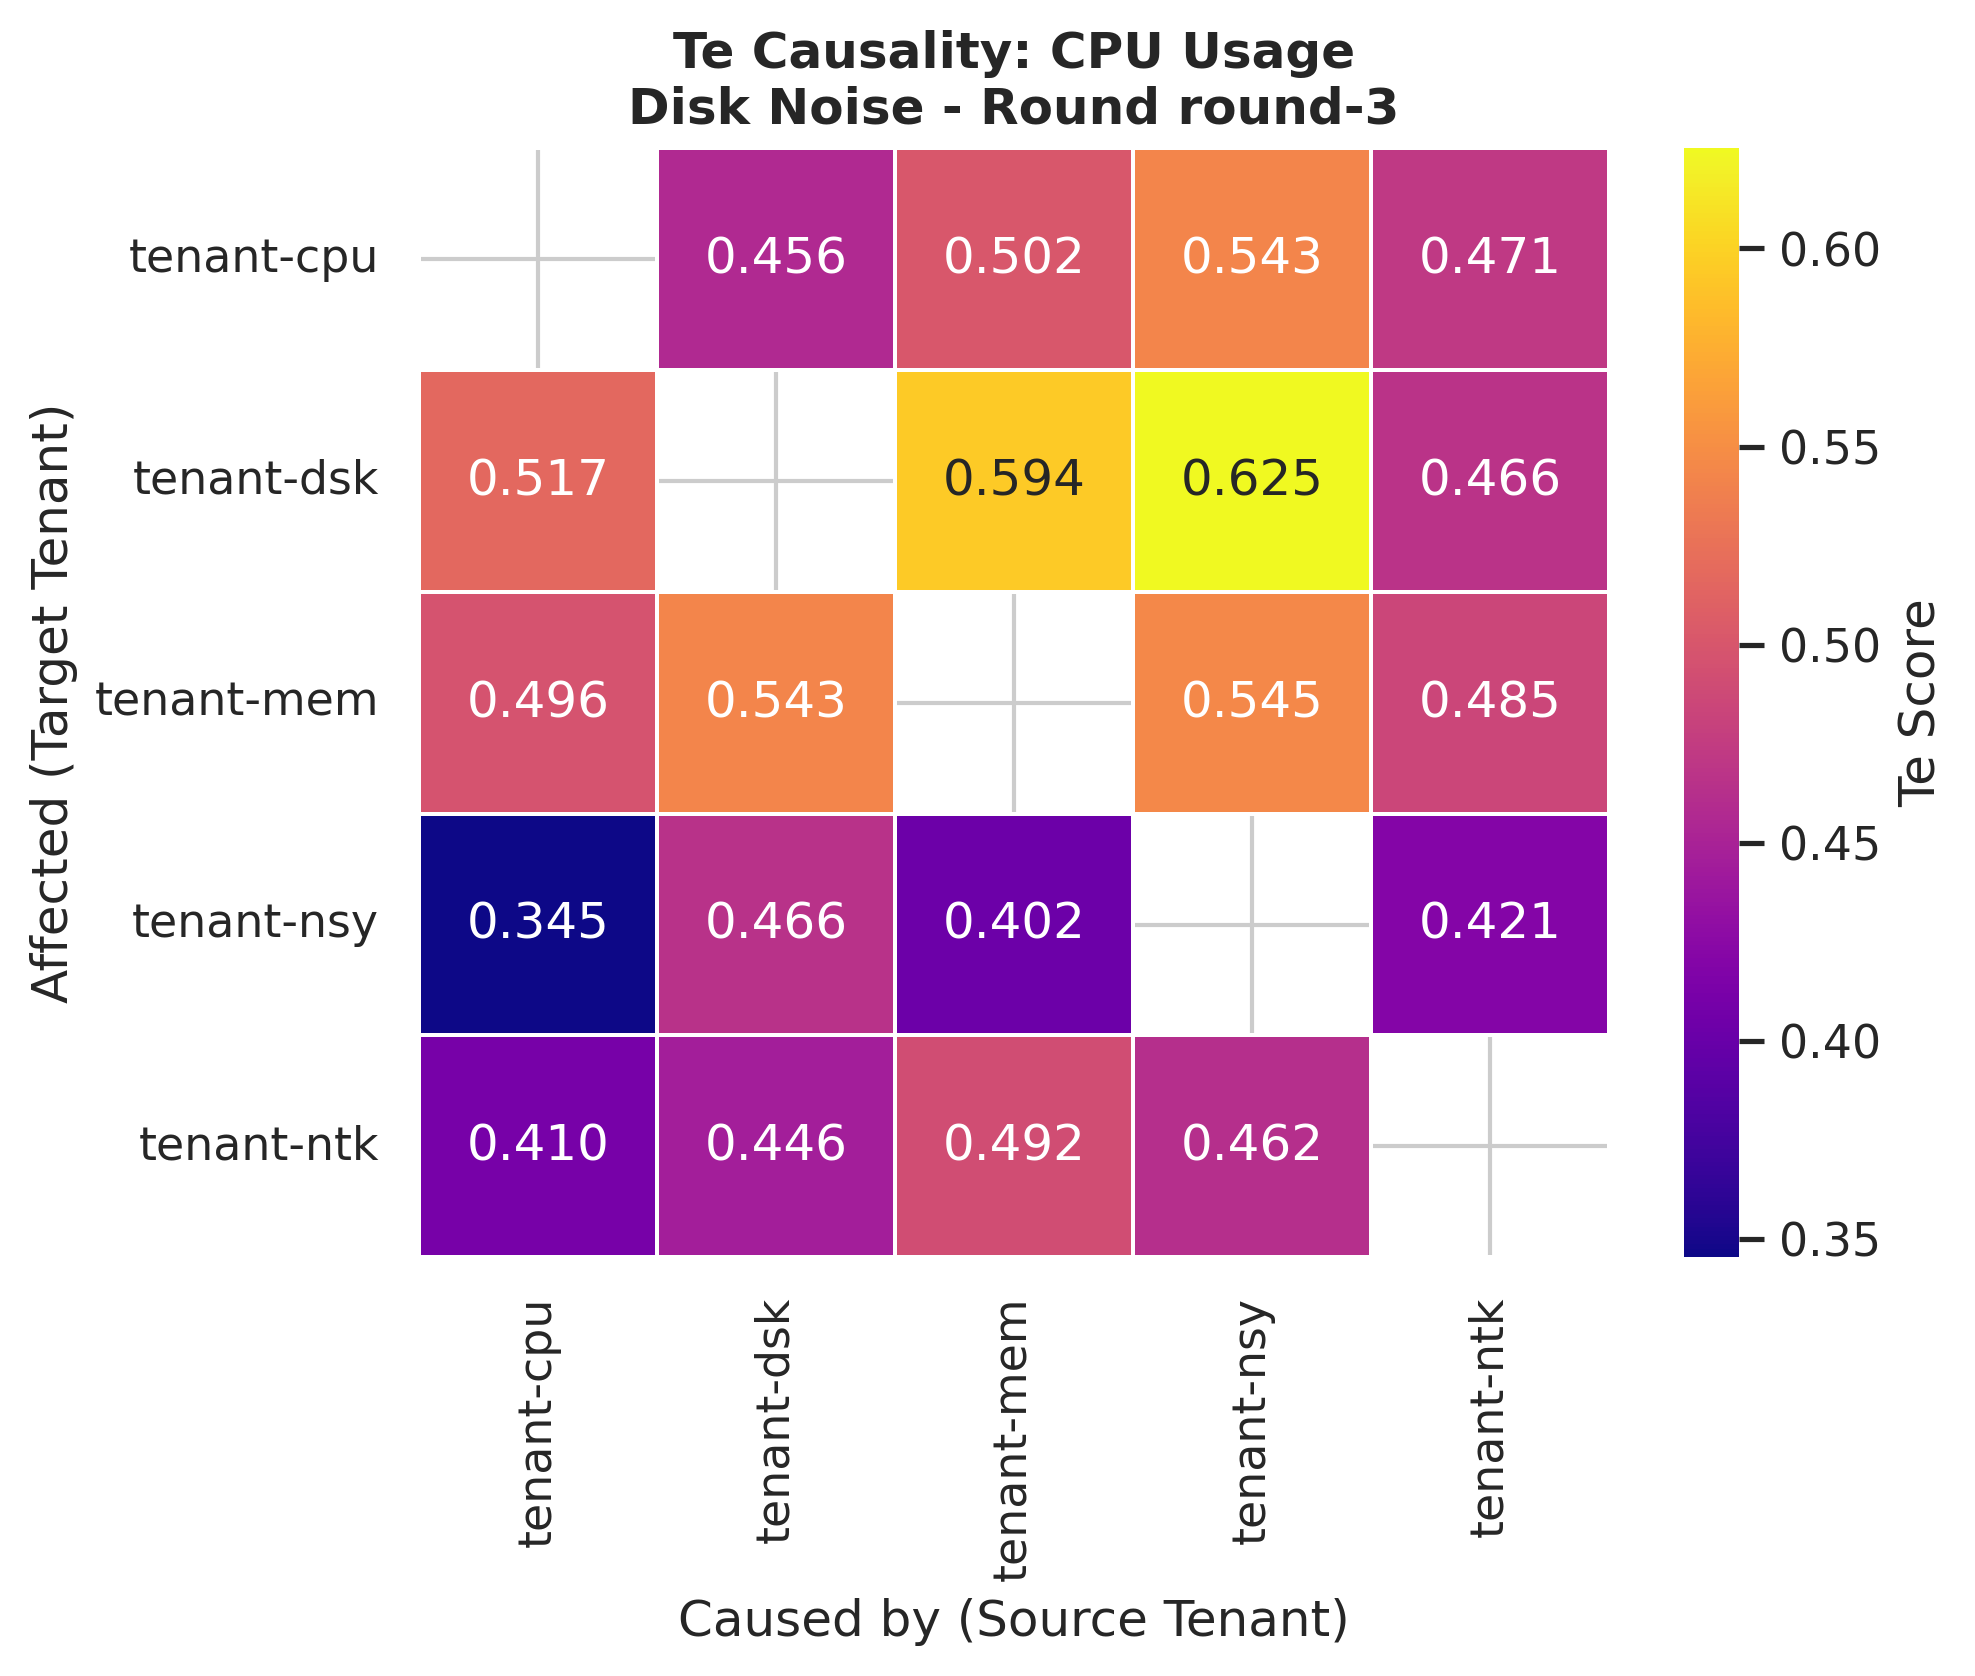 Te Causality: CPU Usage
Disk Noise - Round round-3
Affected (Target Tenant)
tenant-cpu 0.456 0.502 0.543 0.471
tenant-dsk 0.517 0.594 0.625 0.466
tenant-mem 0.496 0.543 0.545 0.485
tenant-nsy 0.345 0.466 0.402 0.421
tenant-ntk 0.410 0.446 0.492 0.462
tenant-cpu tenant-dsk tenant-mem tenant-nsy tenant-ntk
Caused by (Source Tenant)
0.60
0.55
0.50
0.45
0.40
0.35
Te Score